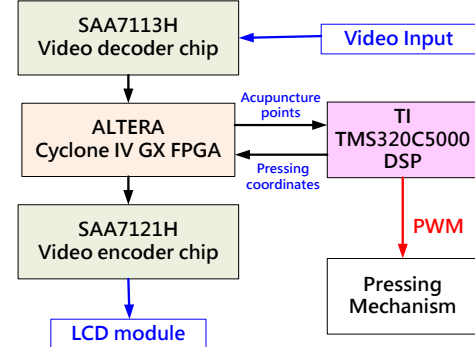 SAA7113H
Video decoder chip
Video Input
Acupuncture
points
ALTERA
Cyclone IV GX FPGA
TI
TMS320C5000
DSP
Pressing
coordinates
SAA7121H
Video encoder chip
PWM
Pressing
Mechanism
LCD module